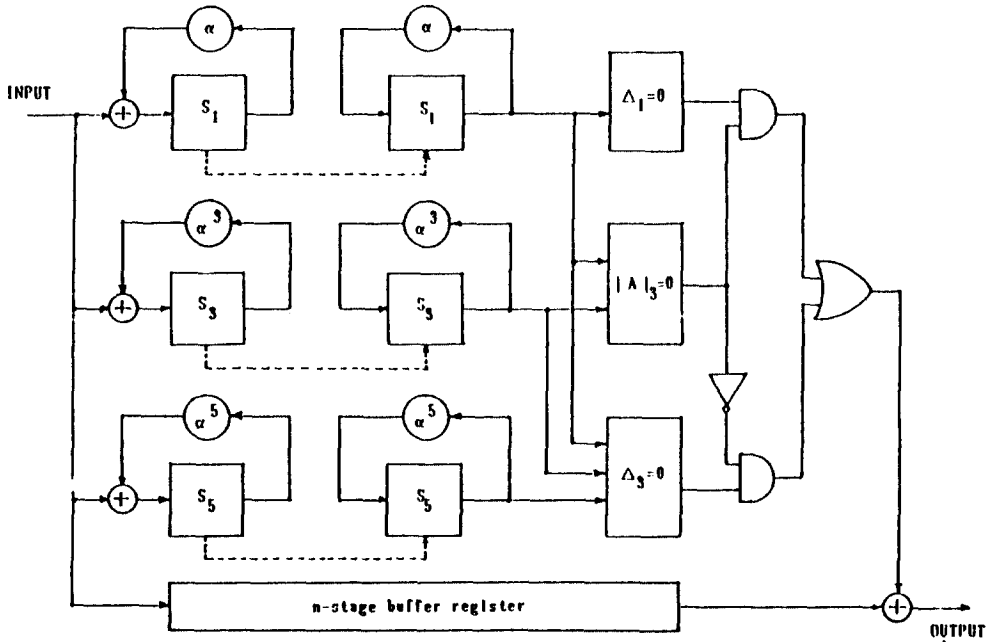 α
α
INPUT
+
S₁
S₁
Δ₁=0
α³
α³
+
S₃
S₃
|A|₃=0
α⁵
α⁵
+
S₅
S₅
Δ₃=0
n-stage buffer register
+
OUTPUT